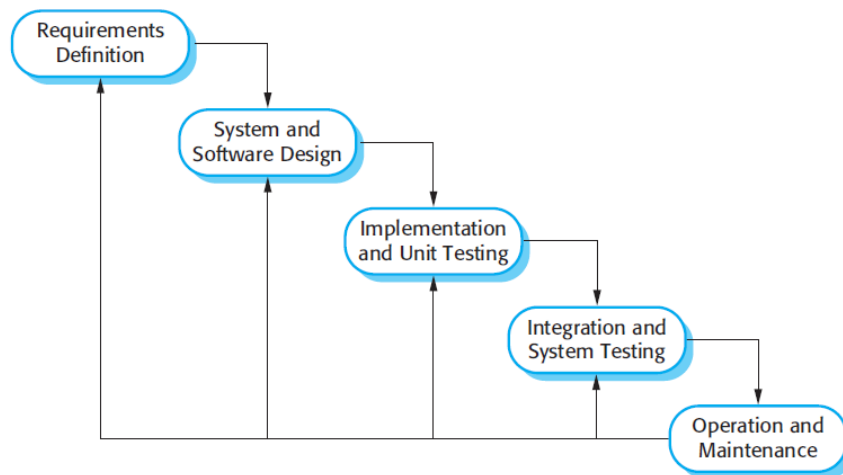 Requirements
Definition
System and
Software Design
Implementation
and Unit Testing
Integration and
System Testing
Operation and
Maintenance